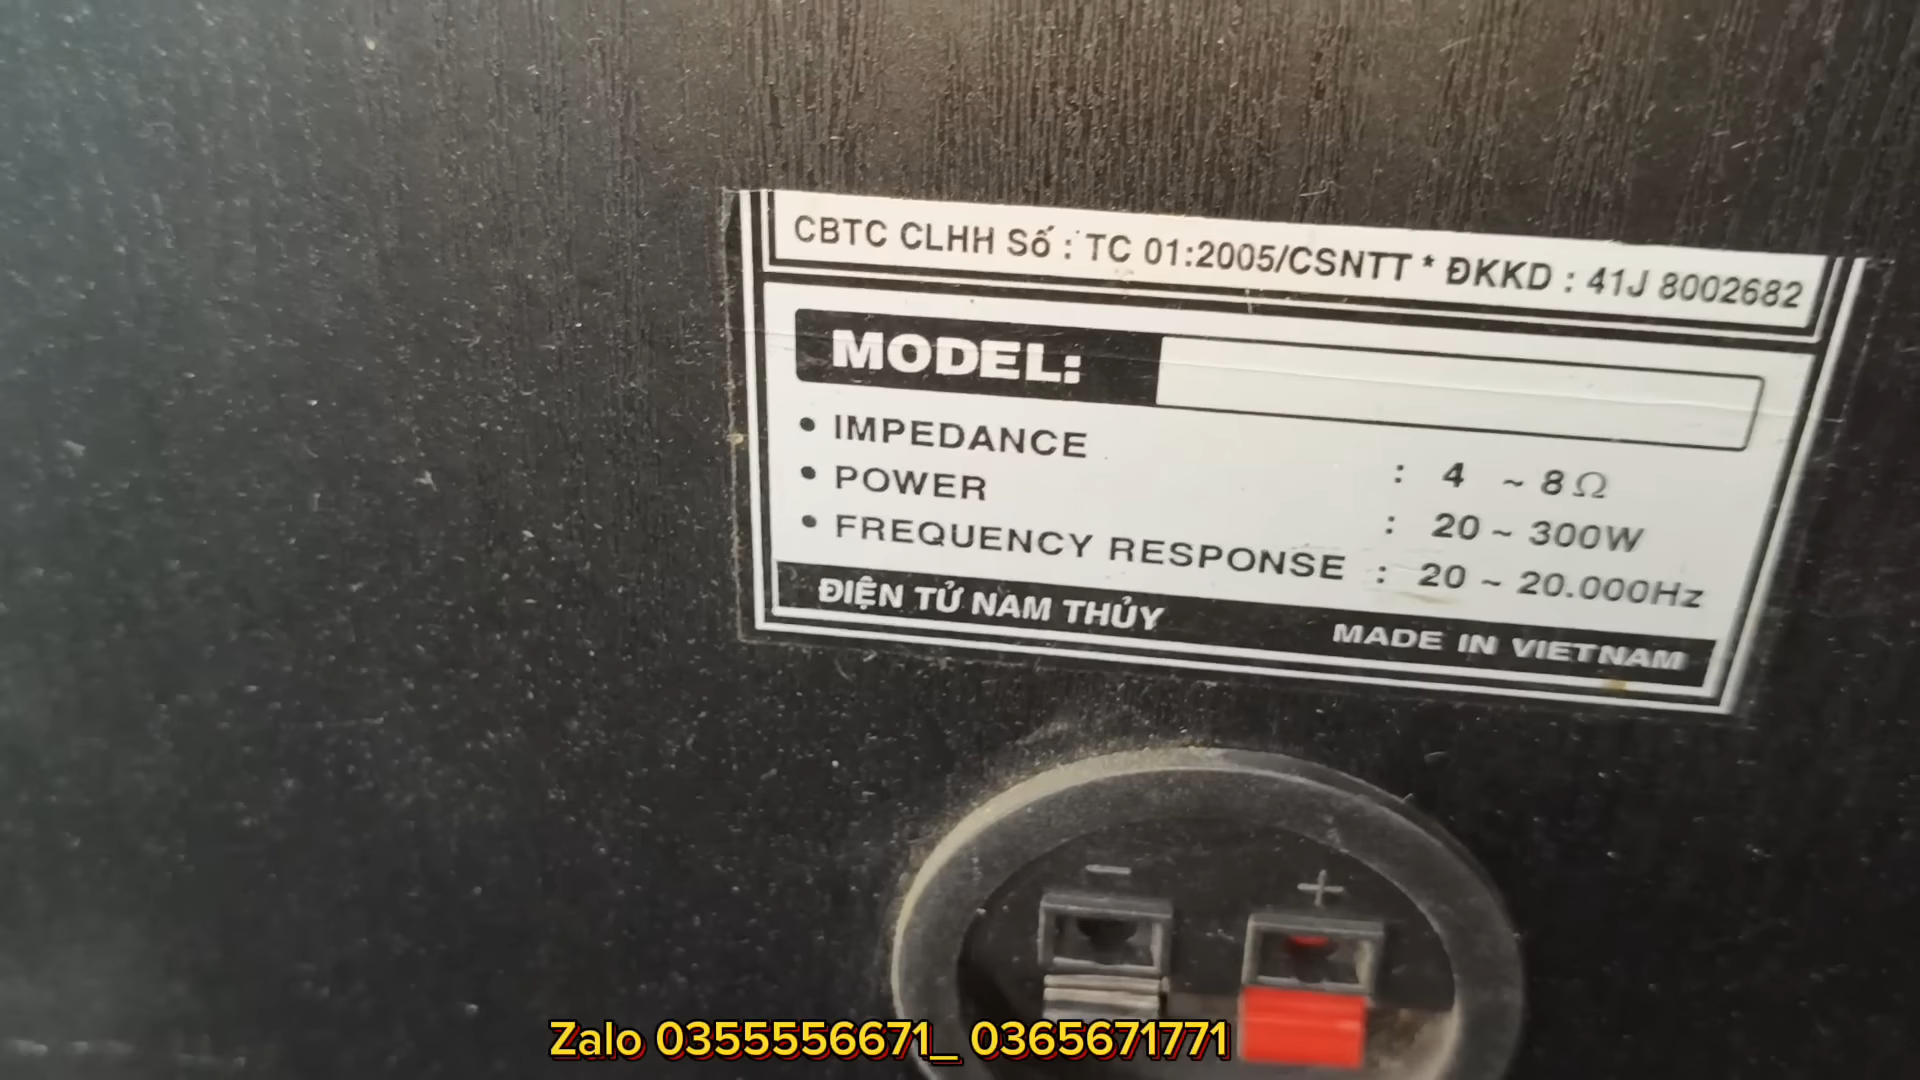 CBTC CLHH Số : TC 01:2005/CSNTT * ĐKKD : 41J 8002682
MODEL:
• IMPEDANCE : 4 ~ 8Ω
• POWER : 20 ~ 300W
• FREQUENCY RESPONSE : 20 ~ 20.000Hz
ĐIỆN TỬ NAM THỦY MADE IN VIETNAM
- +
Zalo 0355556671_ 0365671771